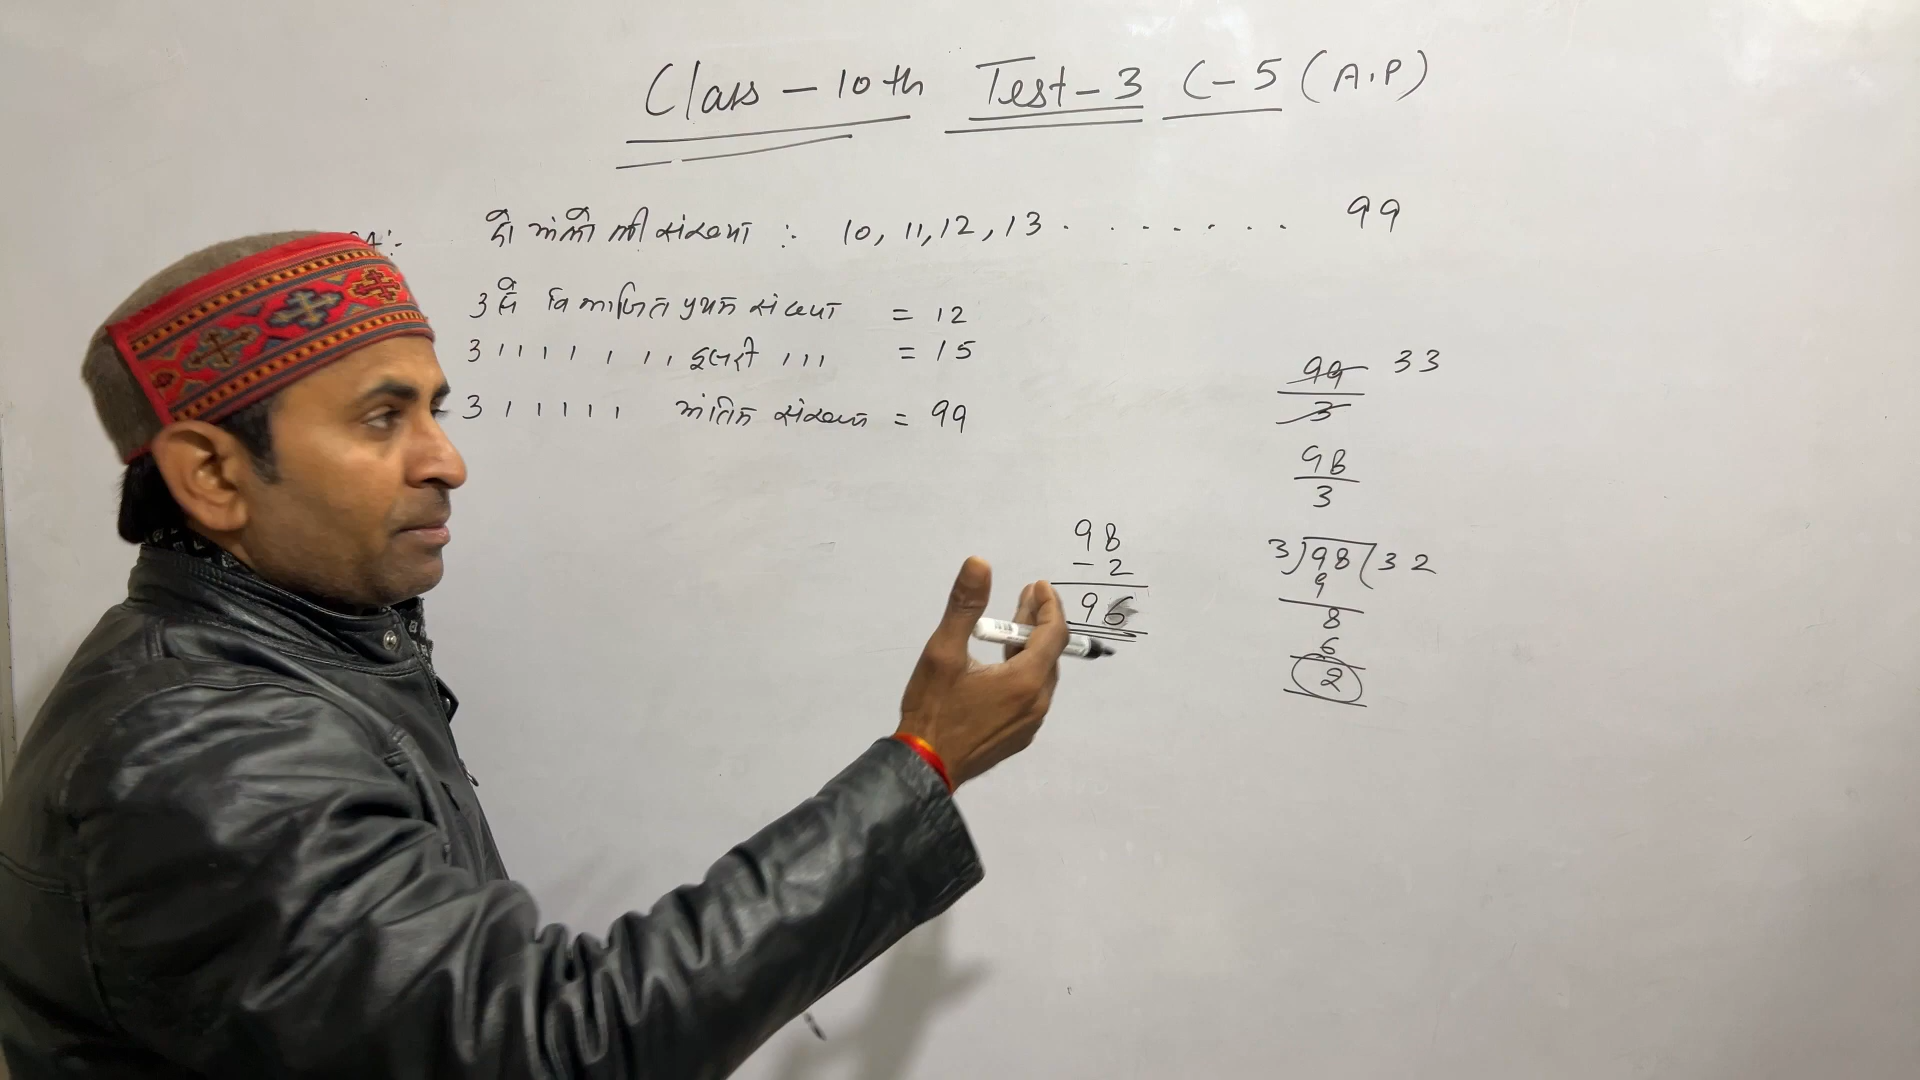 Class – 10th Test – 3 C – 5 (A.P)
दो अंको की संख्या :- 10, 11, 12, 13 . . . . . . . 99
3 से विभाजित प्रथम संख्या = 12
3 ,, ,, ,, दूसरी ,,, = 15
3 ,, ,, ,, अंतिम संख्या = 99
99 33
3
98
3
98
- 2
96
3)98(32
9
8
6
2